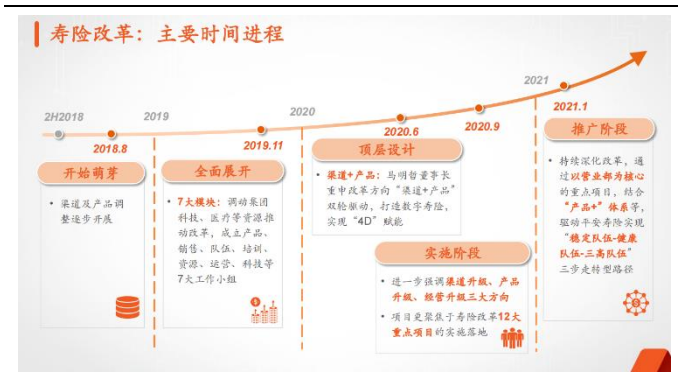 寿险改革：主要时间进程
2H2018
2019
2020
2021
2018.8
2019.11
2020.6
2020.9
2021.1
开始萌芽
• 渠道及产品调
整逐步开展
全面展开
• 7大模块：调动集团
科技、医疗等资源推
动改革，成立产品、
销售、队伍、培训、
资源、运营、科技等
7大工作小组
顶层设计
• 渠道+产品：马明哲董事长
重申改革方向“渠道+产品”
双轮驱动，打造数字寿险，
实现“4D”赋能
实施阶段
• 进一步强调渠道升级、产品
升级、经营升级三大方向
• 项目更聚焦于寿险改革12大
重点项目的实施落地
推广阶段
• 持续深化改革，通
过以营业部为核心
的重点项目，结合
“产品+”体系等，
驱动平安寿险实现
“稳定队伍-健康
队伍-三高队伍”
三步走转型路径